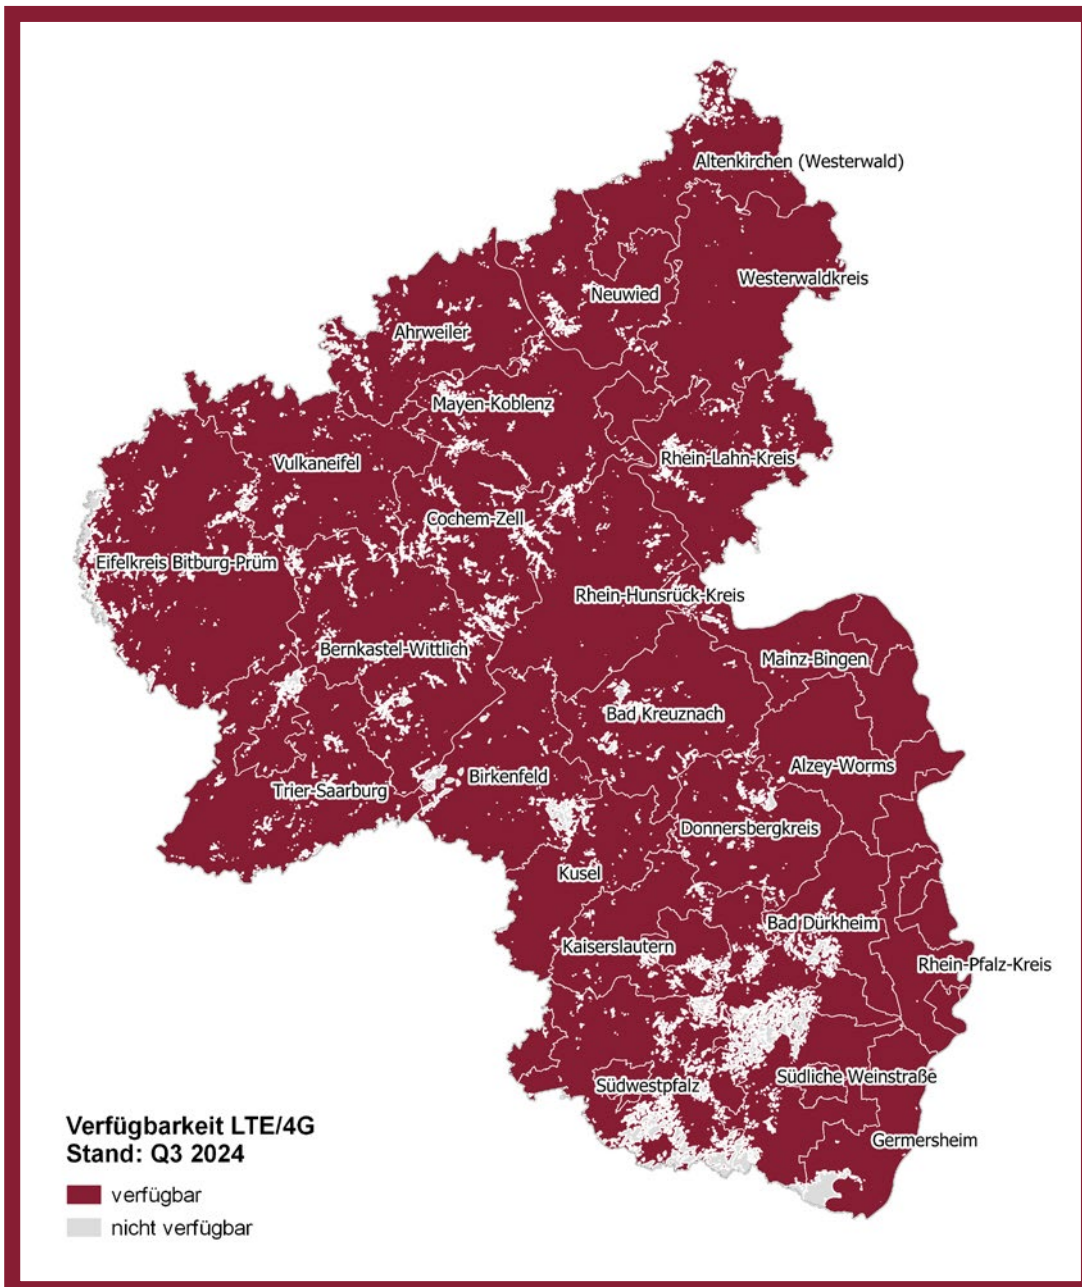 Altenkirchen (Westerwald)
Westerwaldkreis
Neuwied
Ahrweiler
Mayen-Koblenz
Rhein-Lahn-Kreis
Vulkaneifel
Cochem-Zell
Eifelkreis Bitburg-Prüm
Rhein-Hunsrück-Kreis
Bernkastel-Wittlich
Mainz-Bingen
Bad Kreuznach
Alzey-Worms
Birkenfeld
Trier-Saarburg
Donnersbergkreis
Kusel
Bad Dürkheim
Kaiserslautern
Rhein-Pfalz-Kreis
Südliche Weinstraße
Südwestpfalz
Germersheim
Verfügbarkeit LTE/4G
Stand: Q3 2024
verfügbar
nicht verfügbar